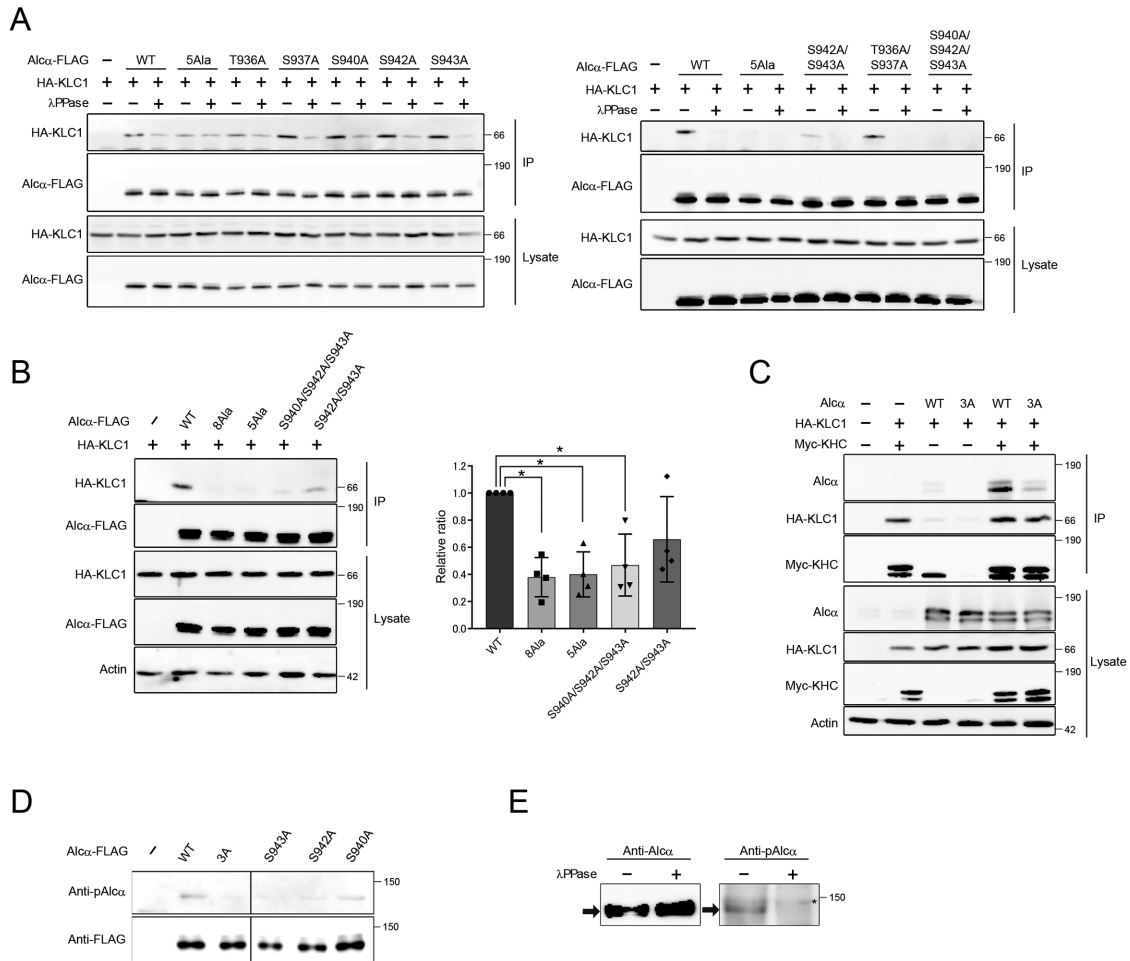 A
Alcα-FLAG – WT 5Ala T936A S937A S940A S942A S943A
HA-KLC1 + + + + + + + + + + + + + + +
λPPase – – + – + – + – + – + – + – +
HA-KLC1 66
190
Alcα-FLAG
IP
HA-KLC1 66
190
Alcα-FLAG
Lysate
S940A/
S942A/ T936A/ S942A/
Alcα-FLAG – WT 5Ala S943A S937A S943A
HA-KLC1 + + + + + + + + + + +
λPPase – – + – + – + – + – +
HA-KLC1 66
190
Alcα-FLAG
IP
HA-KLC1 66
190
Alcα-FLAG
Lysate
B
Alcα-FLAG – WT 8Ala 5Ala S940A/S942A/S943A S942A/S943A
HA-KLC1 + + + + + +
HA-KLC1 66
190
Alcα-FLAG
IP
HA-KLC1 66
190
Alcα-FLAG
Actin 42
Lysate
Relative ratio
1.2
1.0
0.8
0.6
0.4
0.2
0.0
* * *
WT 8Ala 5Ala S940A/S942A/S943A S942A/S943A
C
Alcα – – WT 3A WT 3A
HA-KLC1 – + + + + +
Myc-KHC – + – – + +
190
Alcα
HA-KLC1 66
190
Myc-KHC
IP
190
Alcα
HA-KLC1 66
190
Myc-KHC
Actin 42
Lysate
D
Alcα-FLAG – WT 3A S943A S942A S940A
150
Anti-pAlcα
150
Anti-FLAG
E
Anti-Alcα Anti-pAlcα
λPPase – + – +
150
*